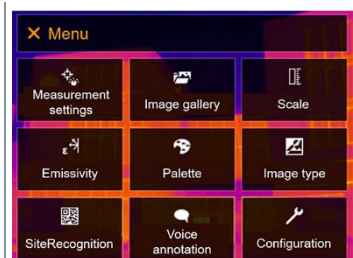 × Menu
Measurement
settings
Image gallery
Scale
ε
Emissivity
Palette
Image type
SiteRecognition
Voice
annotation
Configuration